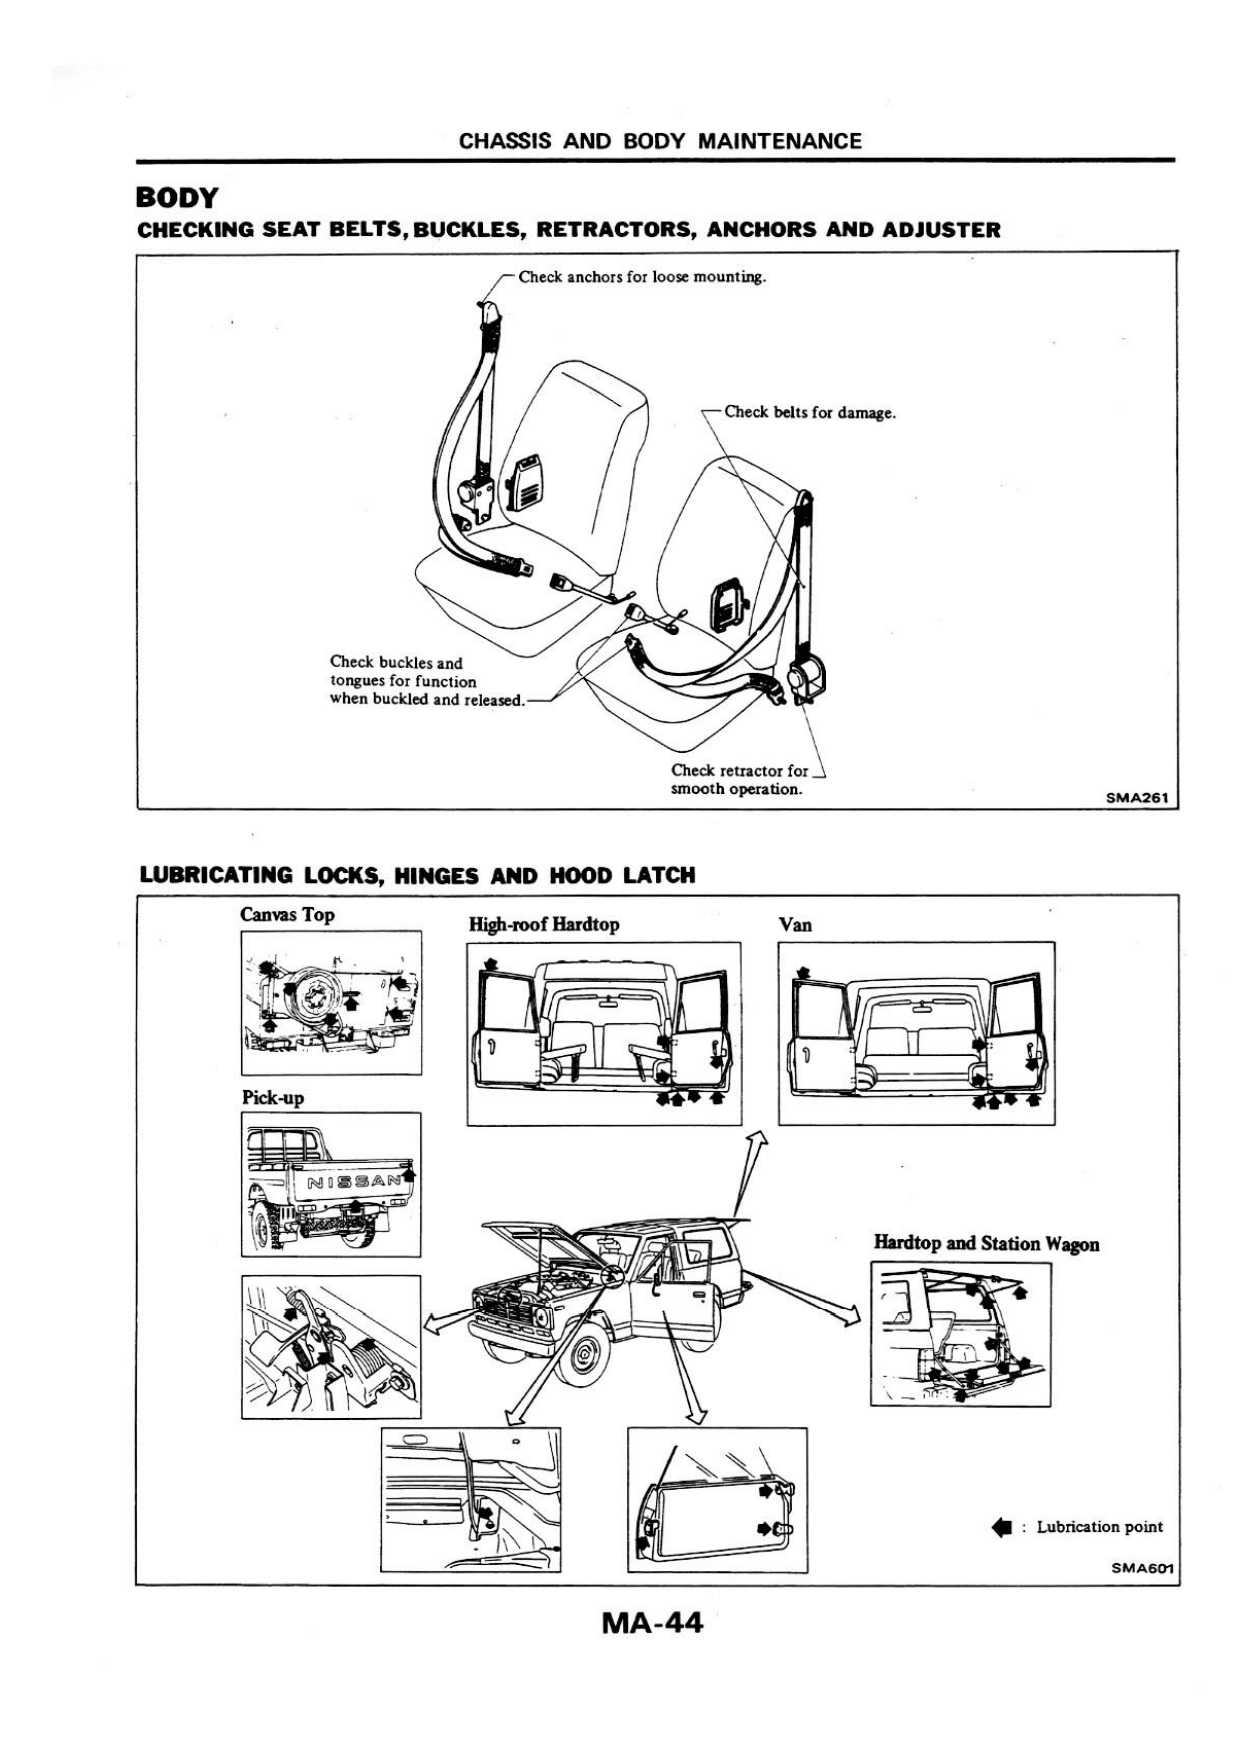 CHASSIS AND BODY MAINTENANCE
BODY
CHECKING SEAT BELTS, BUCKLES, RETRACTORS, ANCHORS AND ADJUSTER
Check anchors for loose mounting.
Check belts for damage.
Check buckles and
tongues for function
when buckled and released.
Check retractor for
smooth operation.
SMA261
LUBRICATING LOCKS, HINGES AND HOOD LATCH
Canvas Top
High-roof Hardtop
Van
Pick-up
NISSAN
Hardtop and Station Wagon
: Lubrication point
SMA601
MA-44